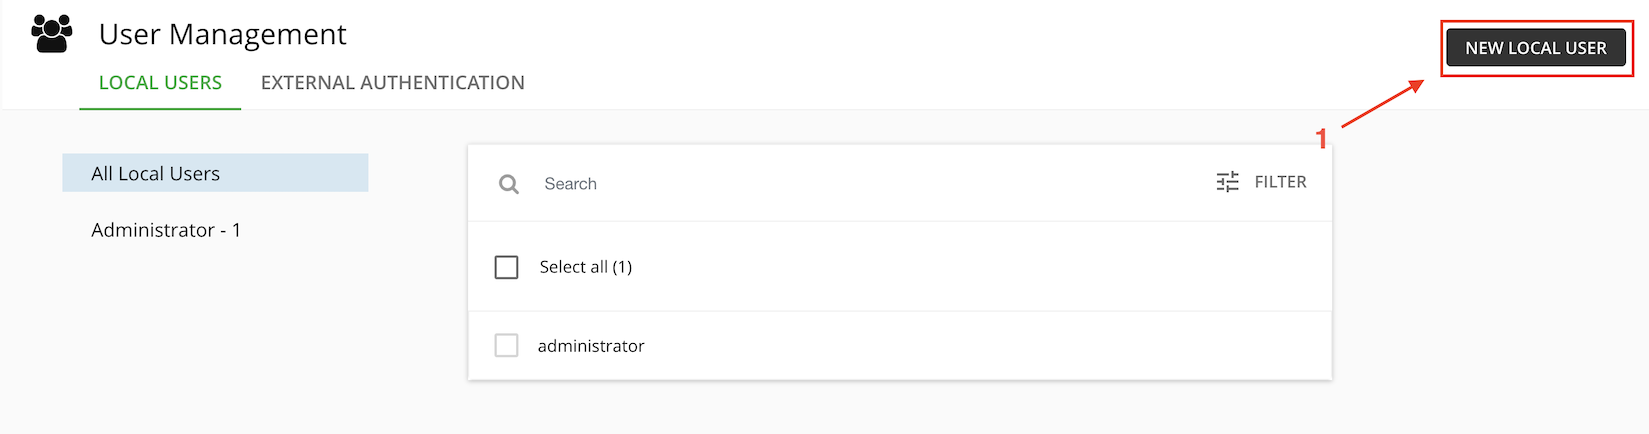 User Management
NEW LOCAL USER
LOCAL USERS EXTERNAL AUTHENTICATION
1
All Local Users
Search FILTER
Administrator - 1
Select all (1)
administrator